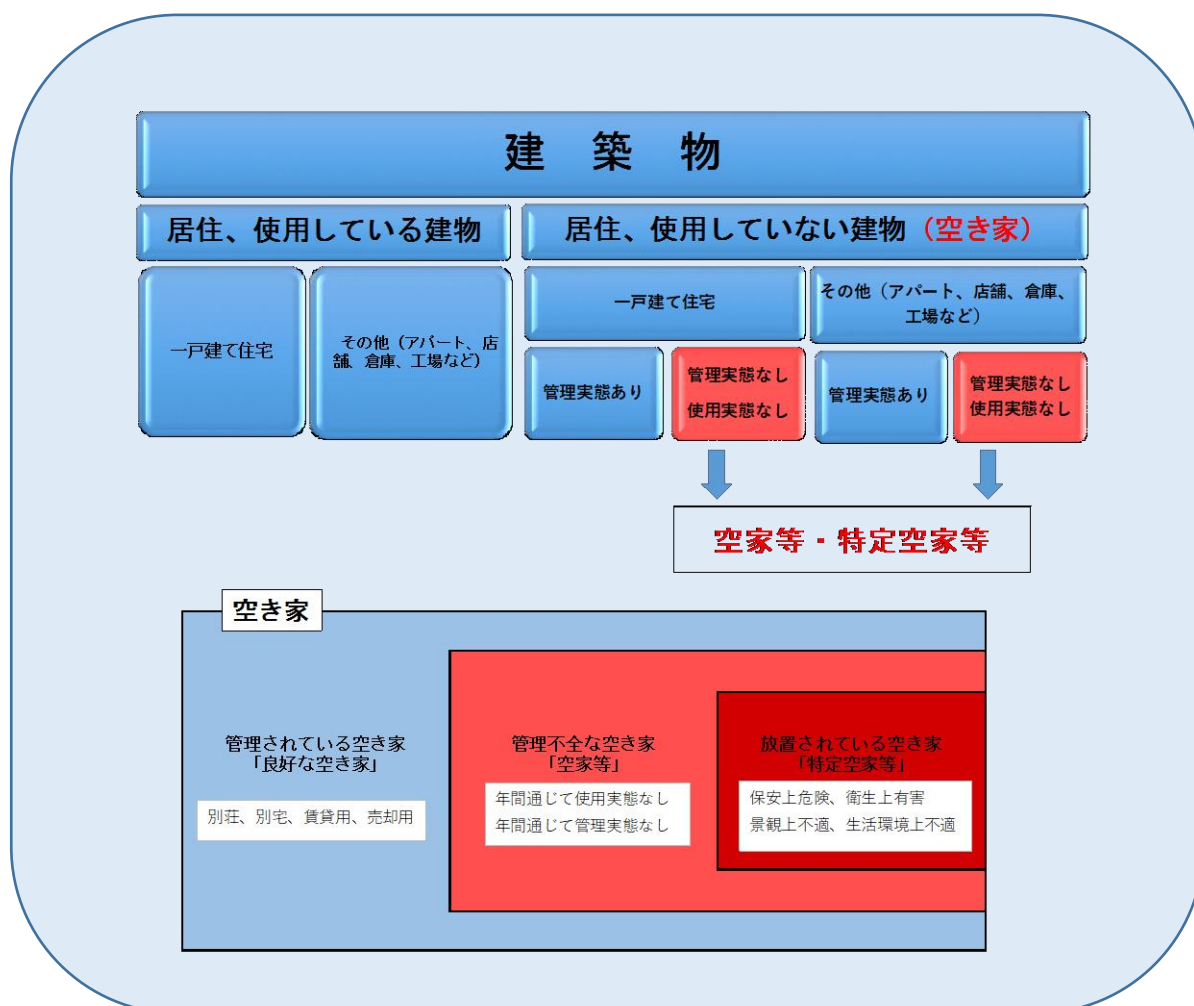 建 築 物
居住、使用している建物
居住、使用していない建物（空き家）
一戸建て住宅
その他（アパート、店
舗、倉庫、工場など）
一戸建て住宅
その他（アパート、店舗、倉庫、
工場など）
管理実態あり
管理実態なし
使用実態なし
管理実態あり
管理実態なし
使用実態なし
空家等・特定空家等
空き家
管理されている空き家
「良好な空き家」
別荘、別宅、賃貸用、売却用
管理不全な空き家
「空家等」
年間通じて使用実態なし
年間通じて管理実態なし
放置されている空き家
「特定空家等」
保安上危険、衛生上有害
景観上不適、生活環境上不適